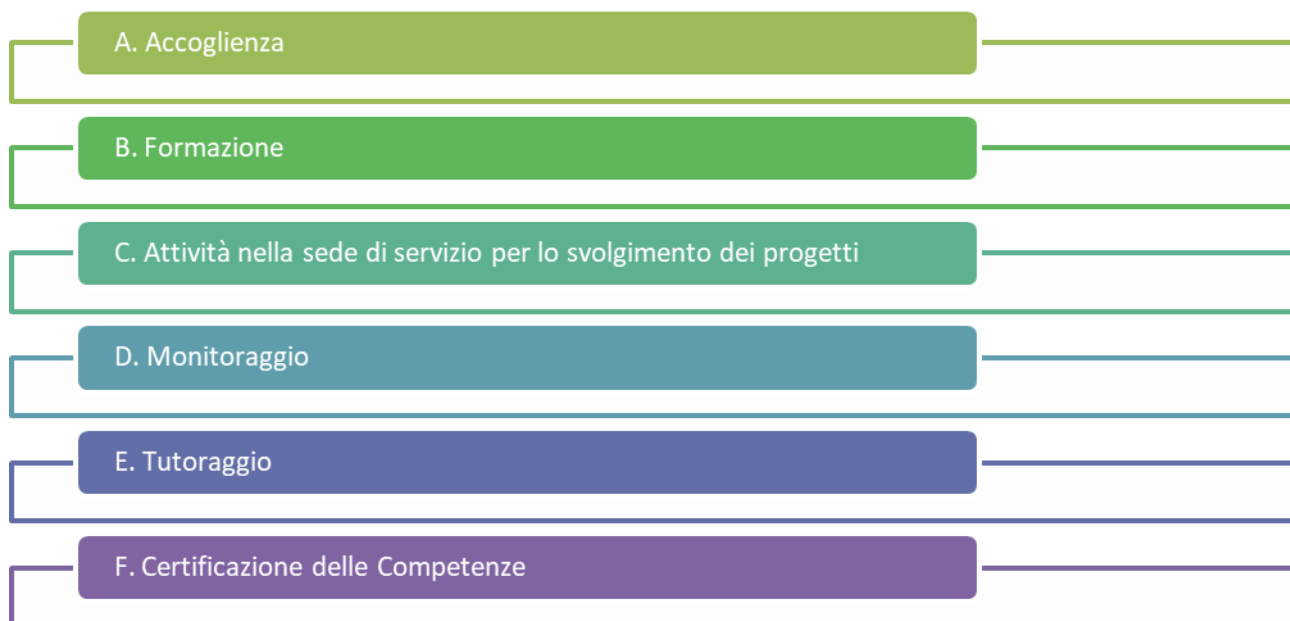 A. Accoglienza
B. Formazione
C. Attività nella sede di servizio per lo svolgimento dei progetti
D. Monitoraggio
E. Tutoraggio
F. Certificazione delle Competenze